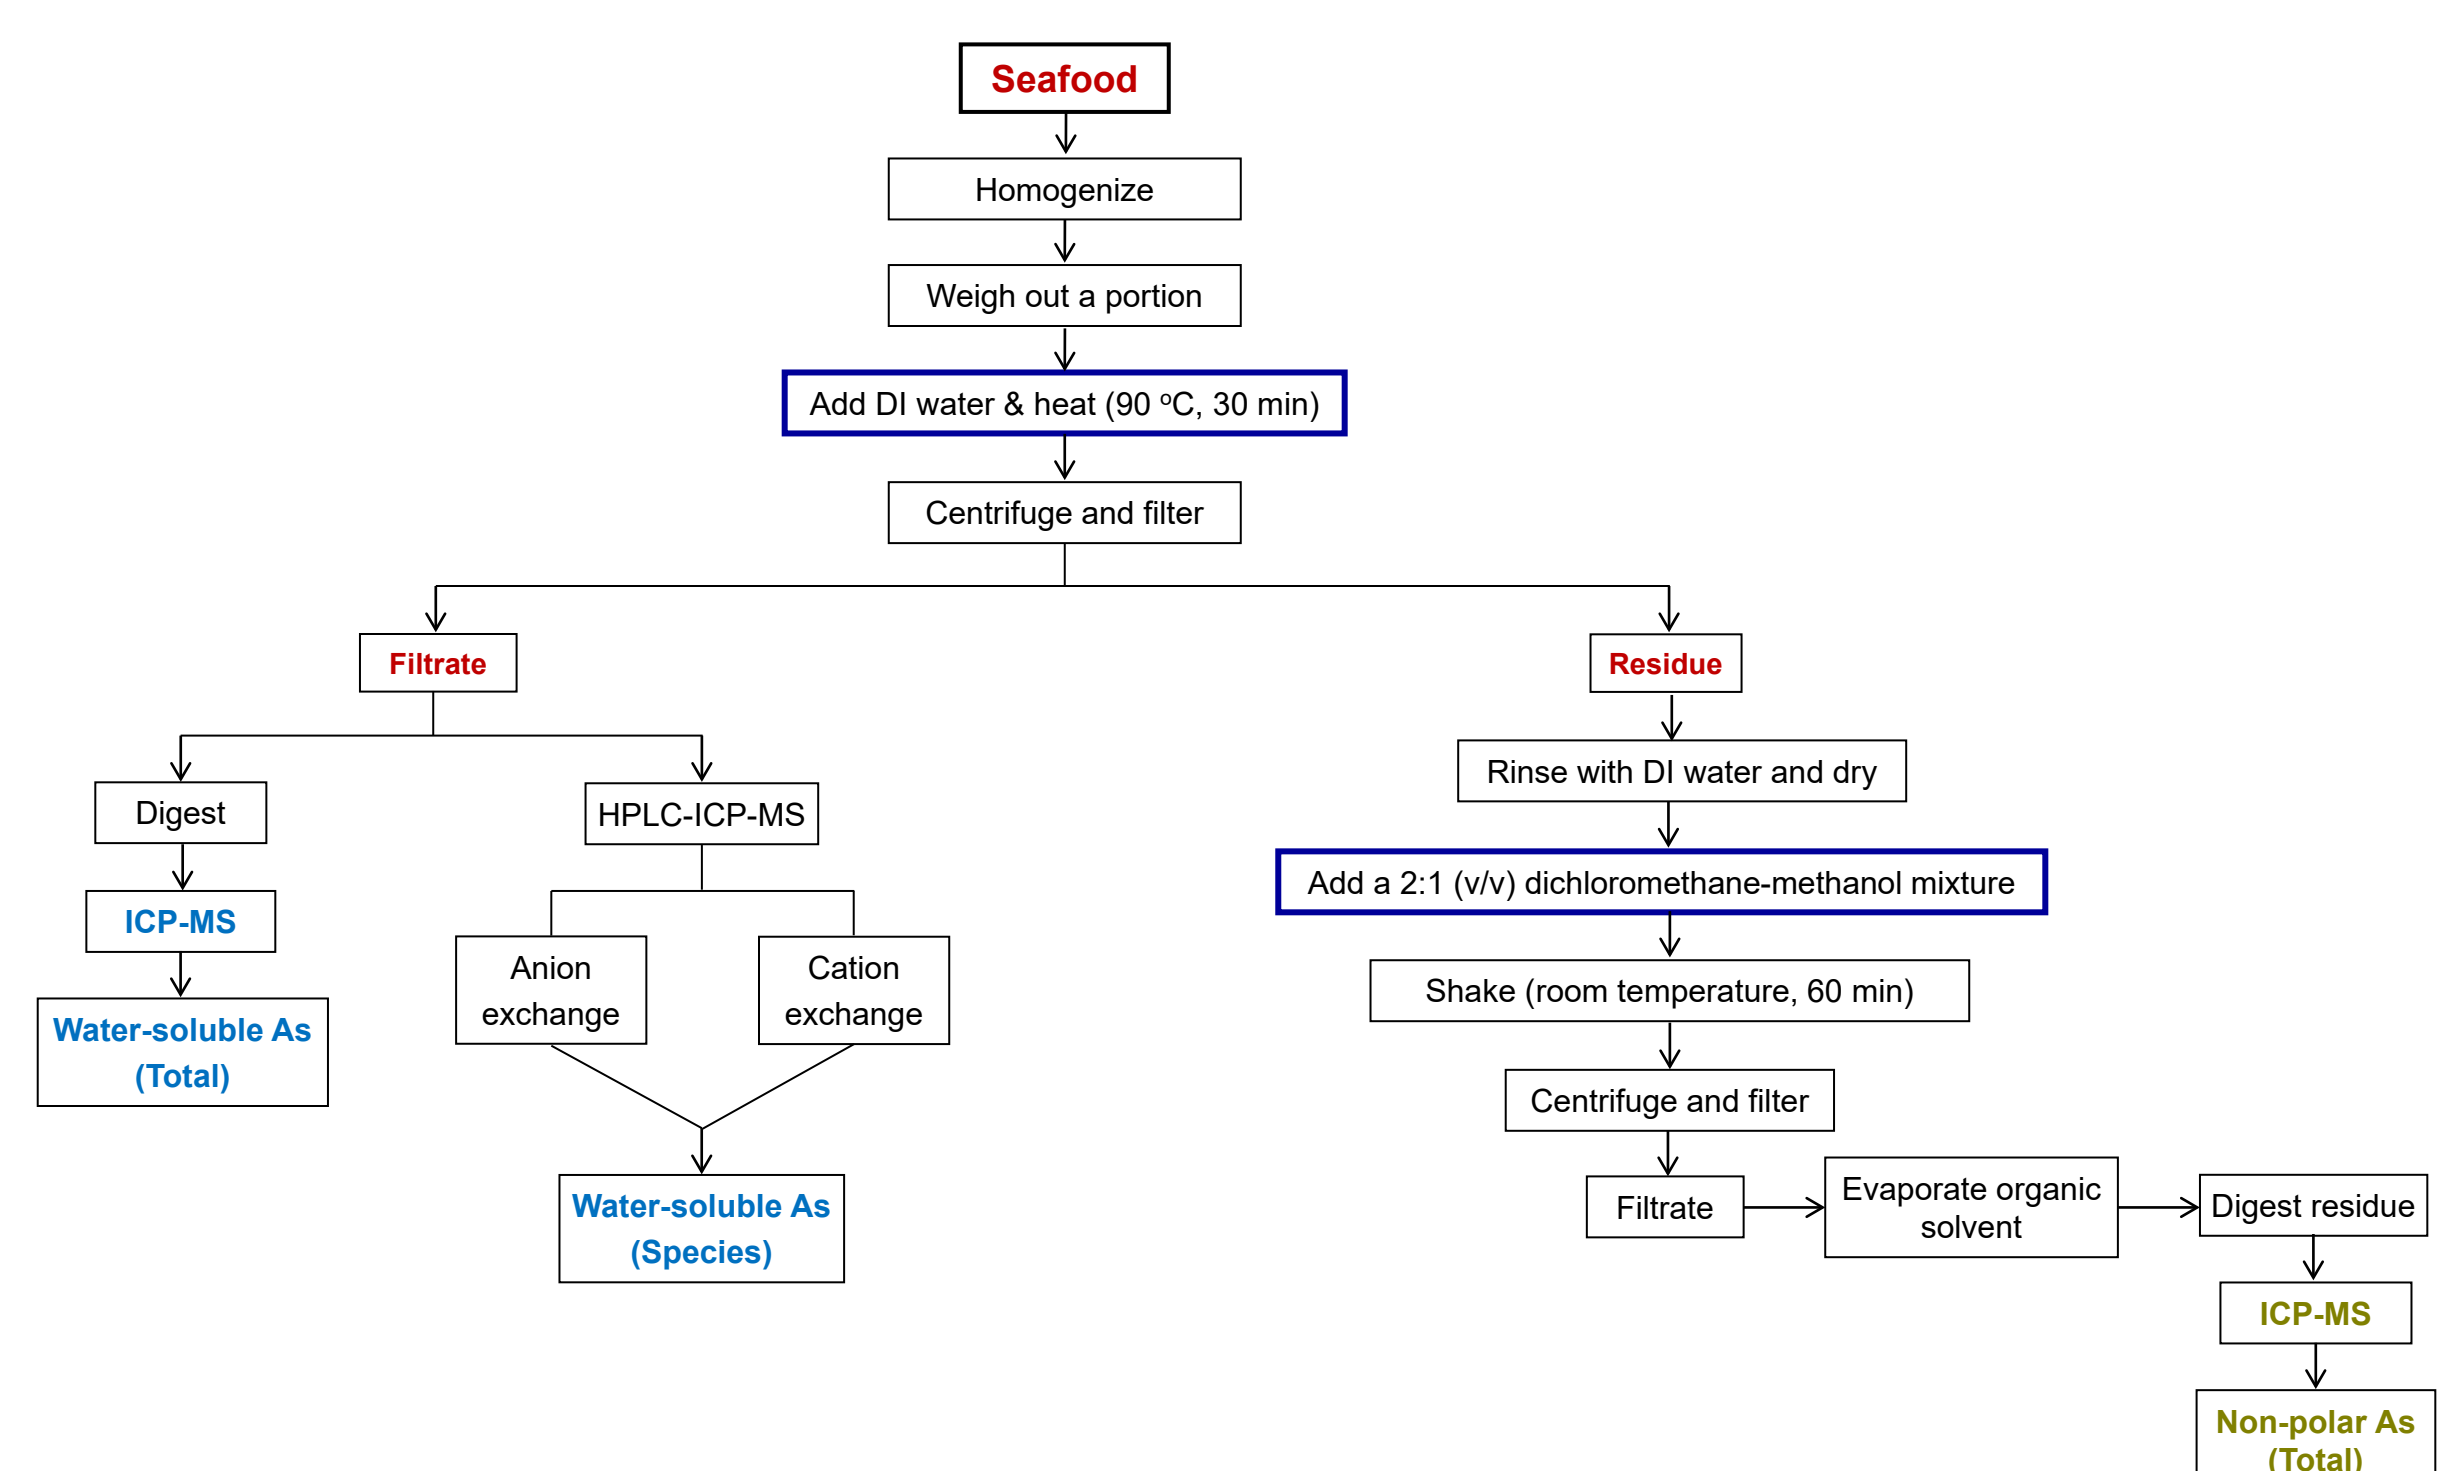 Seafood
Homogenize
Weigh out a portion
Add DI water & heat (90 ºC, 30 min)
Centrifuge and filter
Filtrate
Digest
ICP-MS
Water-soluble As
(Total)
HPLC-ICP-MS
Anion
exchange
Cation
exchange
Water-soluble As
(Species)
Residue
Rinse with DI water and dry
Add a 2:1 (v/v) dichloromethane-methanol mixture
Shake (room temperature, 60 min)
Centrifuge and filter
Filtrate
Evaporate organic
solvent
Digest residue
ICP-MS
Non-polar As
(Total)